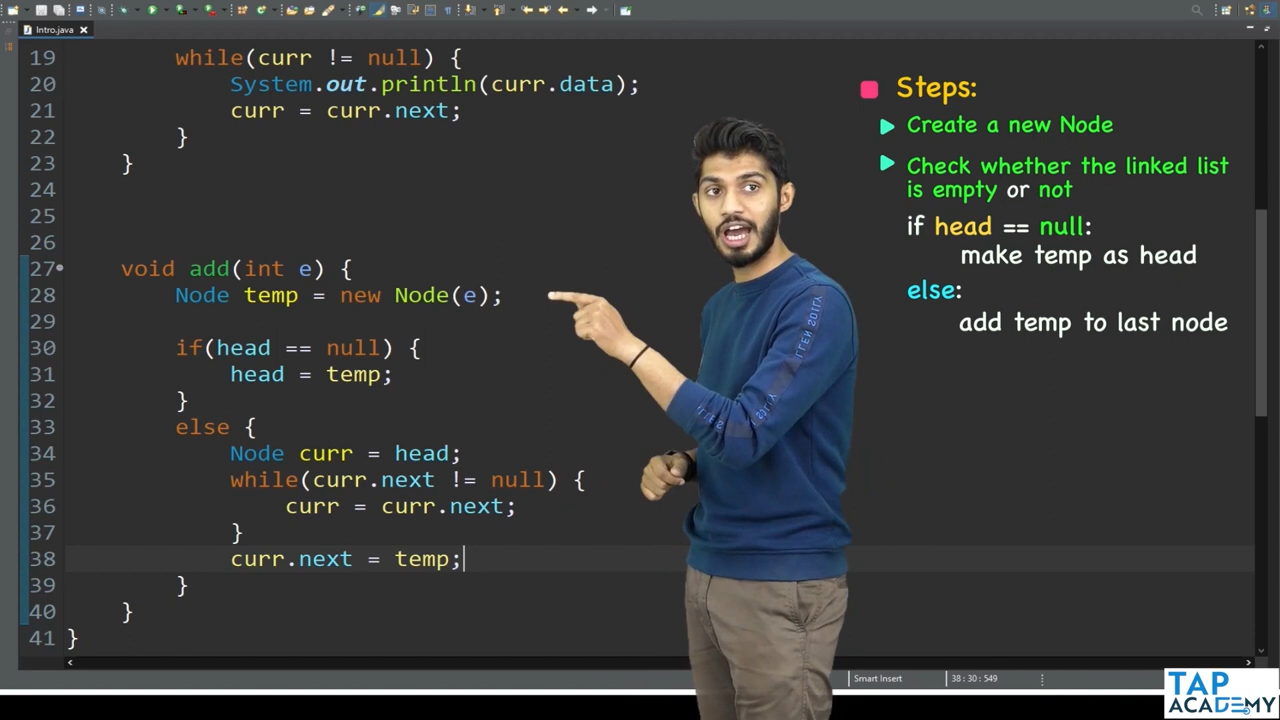 Intro.java
19 while(curr != null) {
20 System.out.println(curr.data);
21 curr = curr.next;
22 }
23 }
24
25
26
27 void add(int e) {
28 Node temp = new Node(e);
29
30 if(head == null) {
31 head = temp;
32 }
33 else {
34 Node curr = head;
35 while(curr.next != null) {
36 curr = curr.next;
37 }
38 curr.next = temp;
39 }
40 }
41 }
Steps:
Create a new Node
Check whether the linked list
is empty or not
if head == null:
make temp as head
else:
add temp to last node
Smart Insert
38 : 30 : 549
TAP
ACADEMY